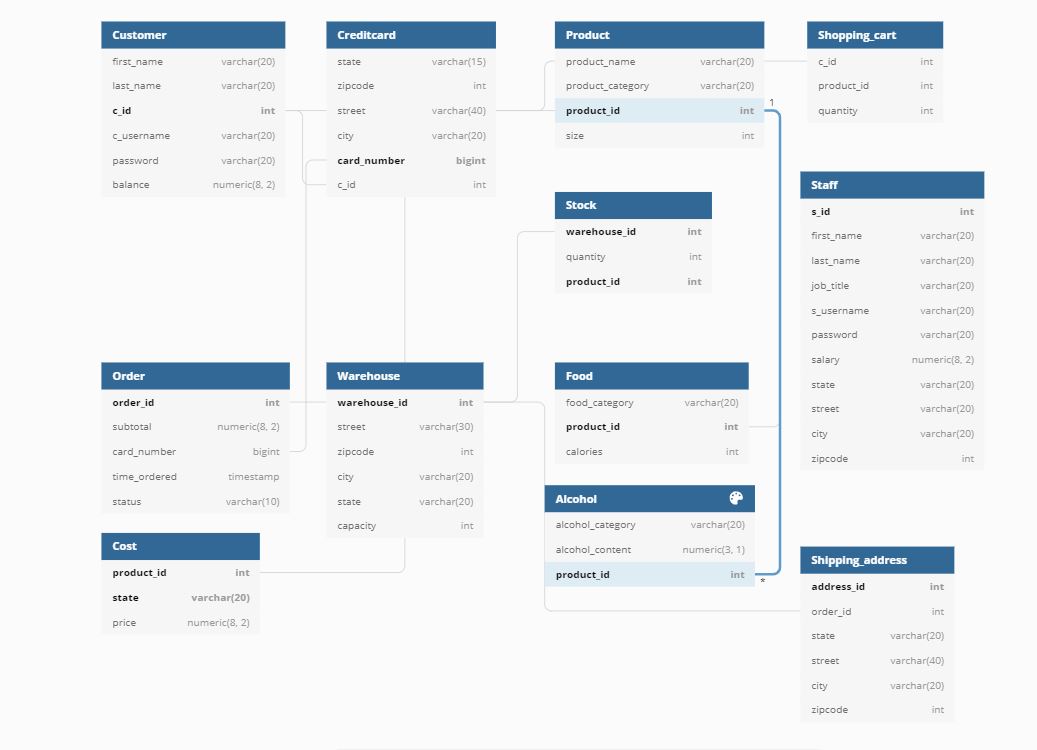 Customer
first_name varchar(20)
last_name varchar(20)
c_id int
c_username varchar(20)
password varchar(20)
balance numeric(8, 2)
Creditcard
state varchar(15)
zipcode int
street varchar(40)
city varchar(20)
card_number bigint
c_id int
Product
product_name varchar(20)
product_category varchar(20)
product_id int
size int
1
Shopping_cart
c_id int
product_id int
quantity int
Stock
warehouse_id int
quantity int
product_id int
Staff
s_id int
first_name varchar(20)
last_name varchar(20)
job_title varchar(20)
s_username varchar(20)
password varchar(20)
salary numeric(8, 2)
state varchar(20)
street varchar(20)
city varchar(20)
zipcode int
Order
order_id int
subtotal numeric(8, 2)
card_number bigint
time_ordered timestamp
status varchar(10)
Warehouse
warehouse_id int
street varchar(30)
zipcode int
city varchar(20)
state varchar(20)
capacity int
Food
food_category varchar(20)
product_id int
calories int
Alcohol
alcohol_category varchar(20)
alcohol_content numeric(3, 1)
product_id int
*
Cost
product_id int
state varchar(20)
price numeric(8, 2)
Shipping_address
address_id int
order_id int
state varchar(20)
street varchar(40)
city varchar(20)
zipcode int